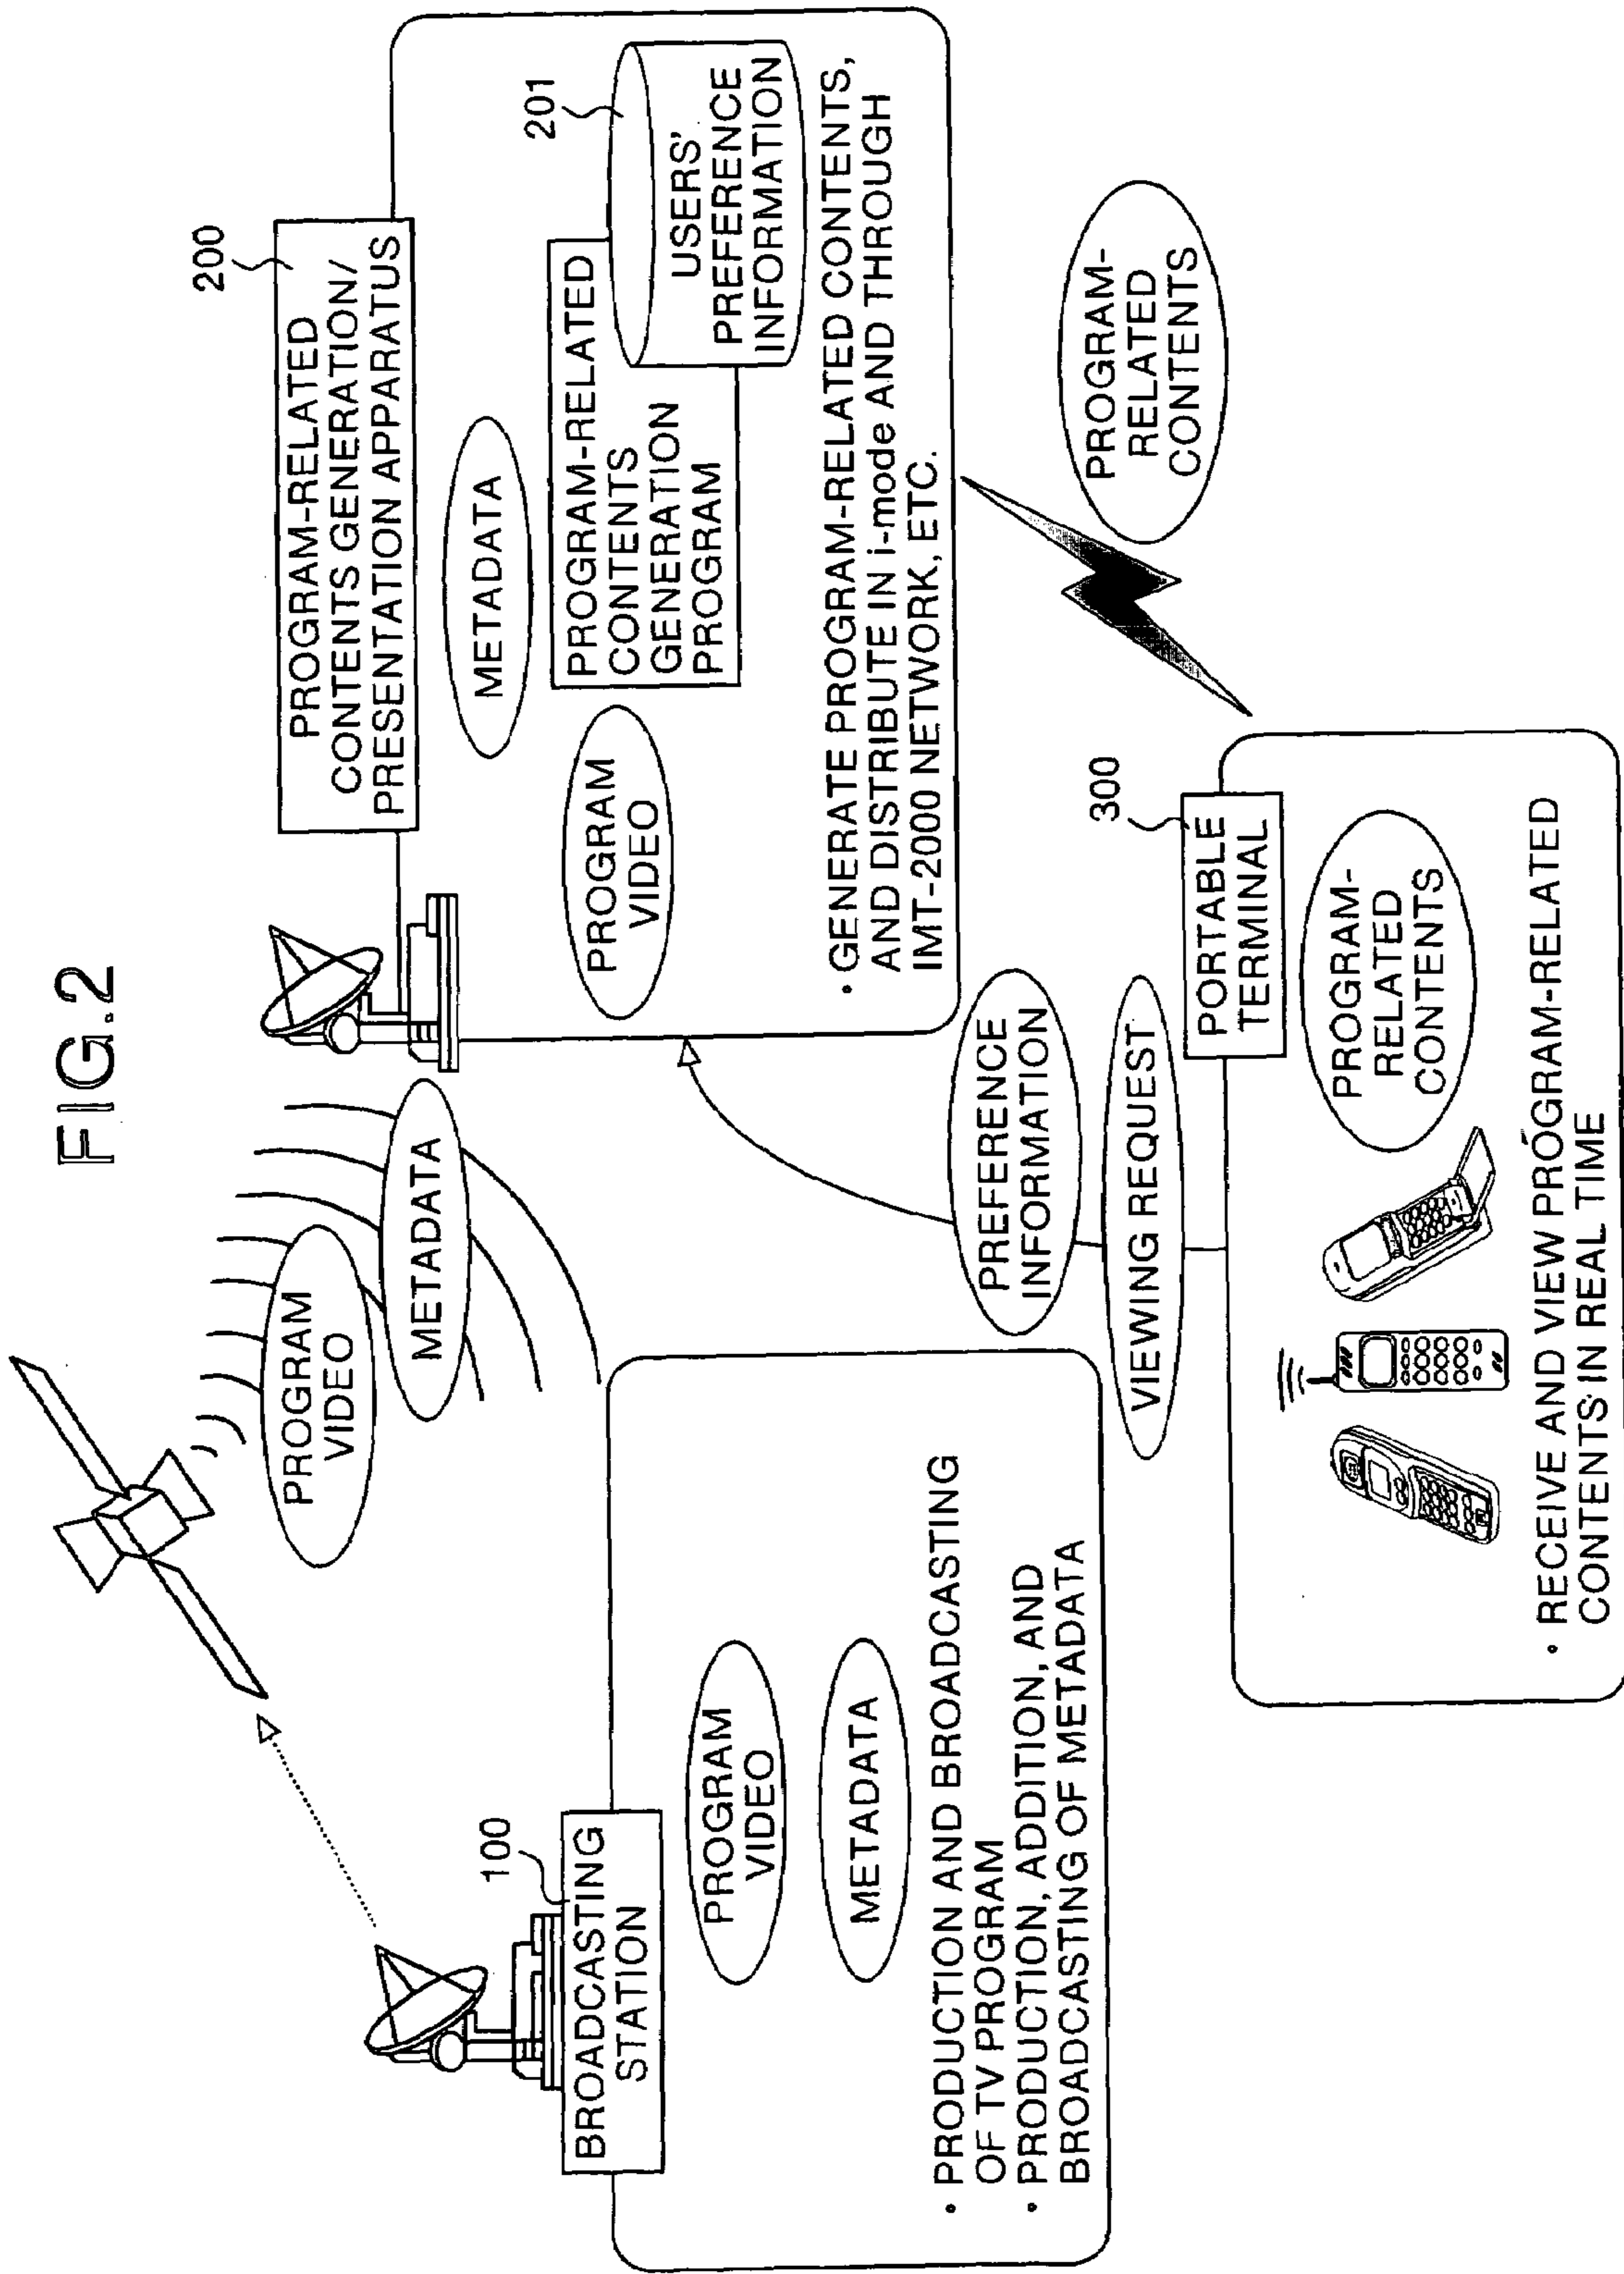 FIG.2
PROGRAM
VIDEO
METADATA
100
BROADCASTING
STATION
PROGRAM
VIDEO
METADATA
• PRODUCTION AND BROADCASTING
OF TV PROGRAM
• PRODUCTION, ADDITION, AND
BROADCASTING OF METADATA
200
PROGRAM-RELATED
CONTENTS GENERATION/
PRESENTATION APPARATUS
METADATA
PROGRAM
VIDEO
PROGRAM-RELATED
CONTENTS
GENERATION
PROGRAM
201
USERS'
PREFERENCE
INFORMATION
• GENERATE PROGRAM-RELATED CONTENTS,
AND DISTRIBUTE IN i-mode AND THROUGH
IMT-2000 NETWORK, ETC.
PREFERENCE
INFORMATION
VIEWING REQUEST
PROGRAM-
RELATED
CONTENTS
300
PORTABLE
TERMINAL
PROGRAM-
RELATED
CONTENTS
• RECEIVE AND VIEW PROGRAM-RELATED
CONTENTS IN REAL TIME